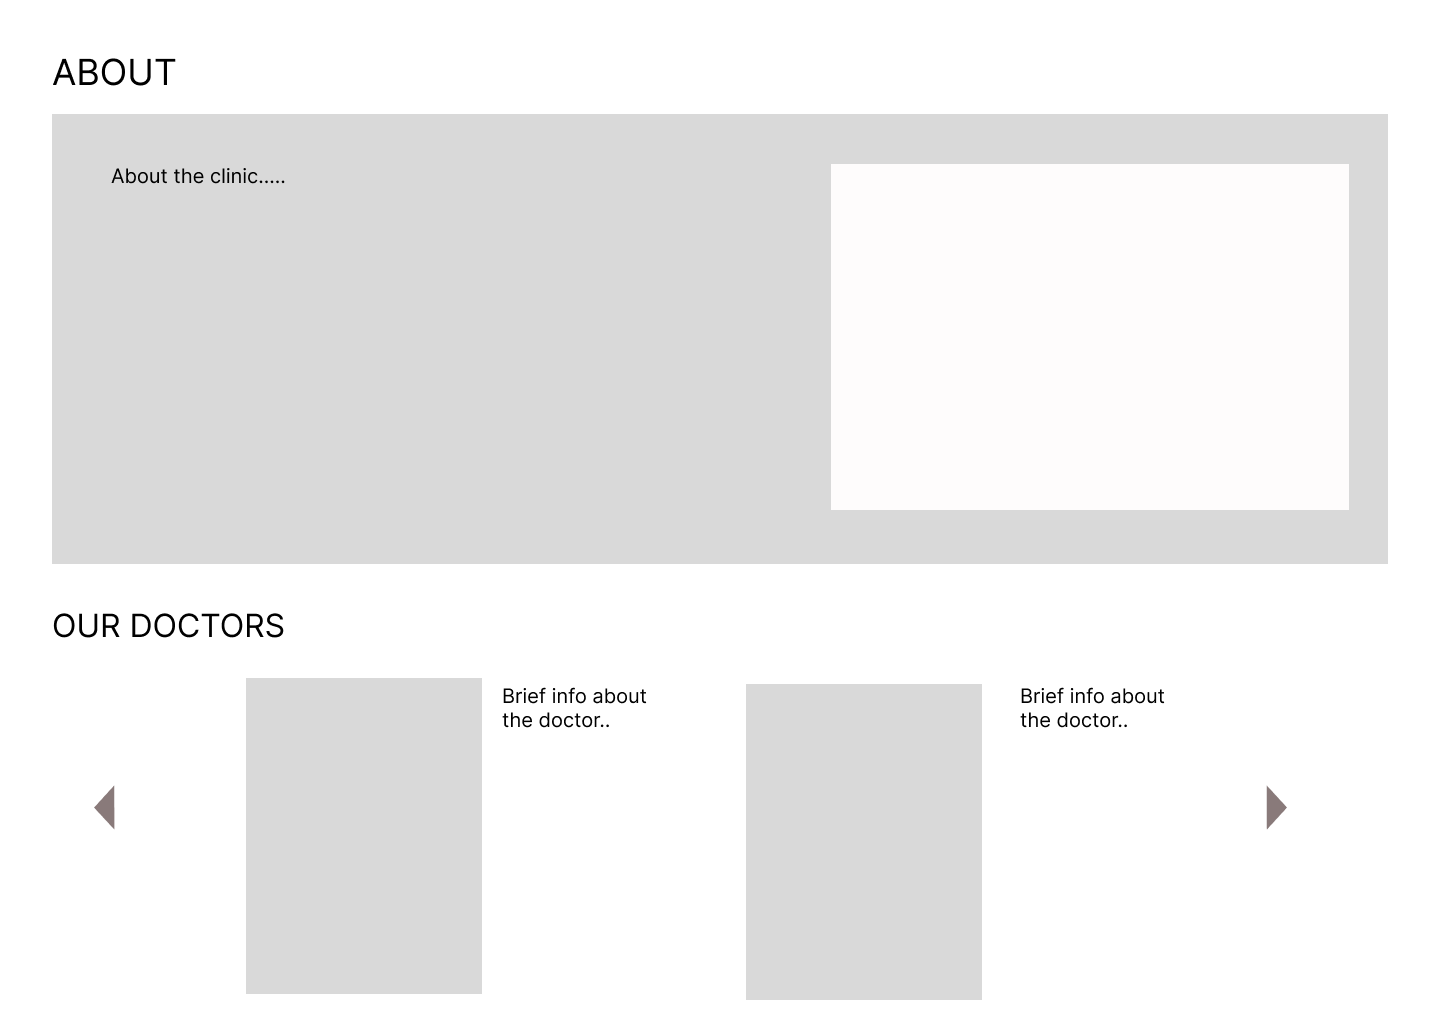 ABOUT
About the clinic.....
OUR DOCTORS
Brief info about
the doctor..
Brief info about
the doctor..